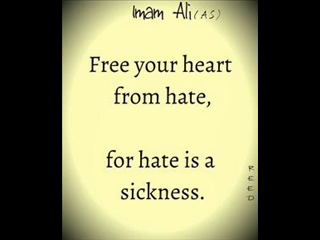 Imam Ali (AS)
Free your heart
from hate,
for hate is a
sickness.
REED